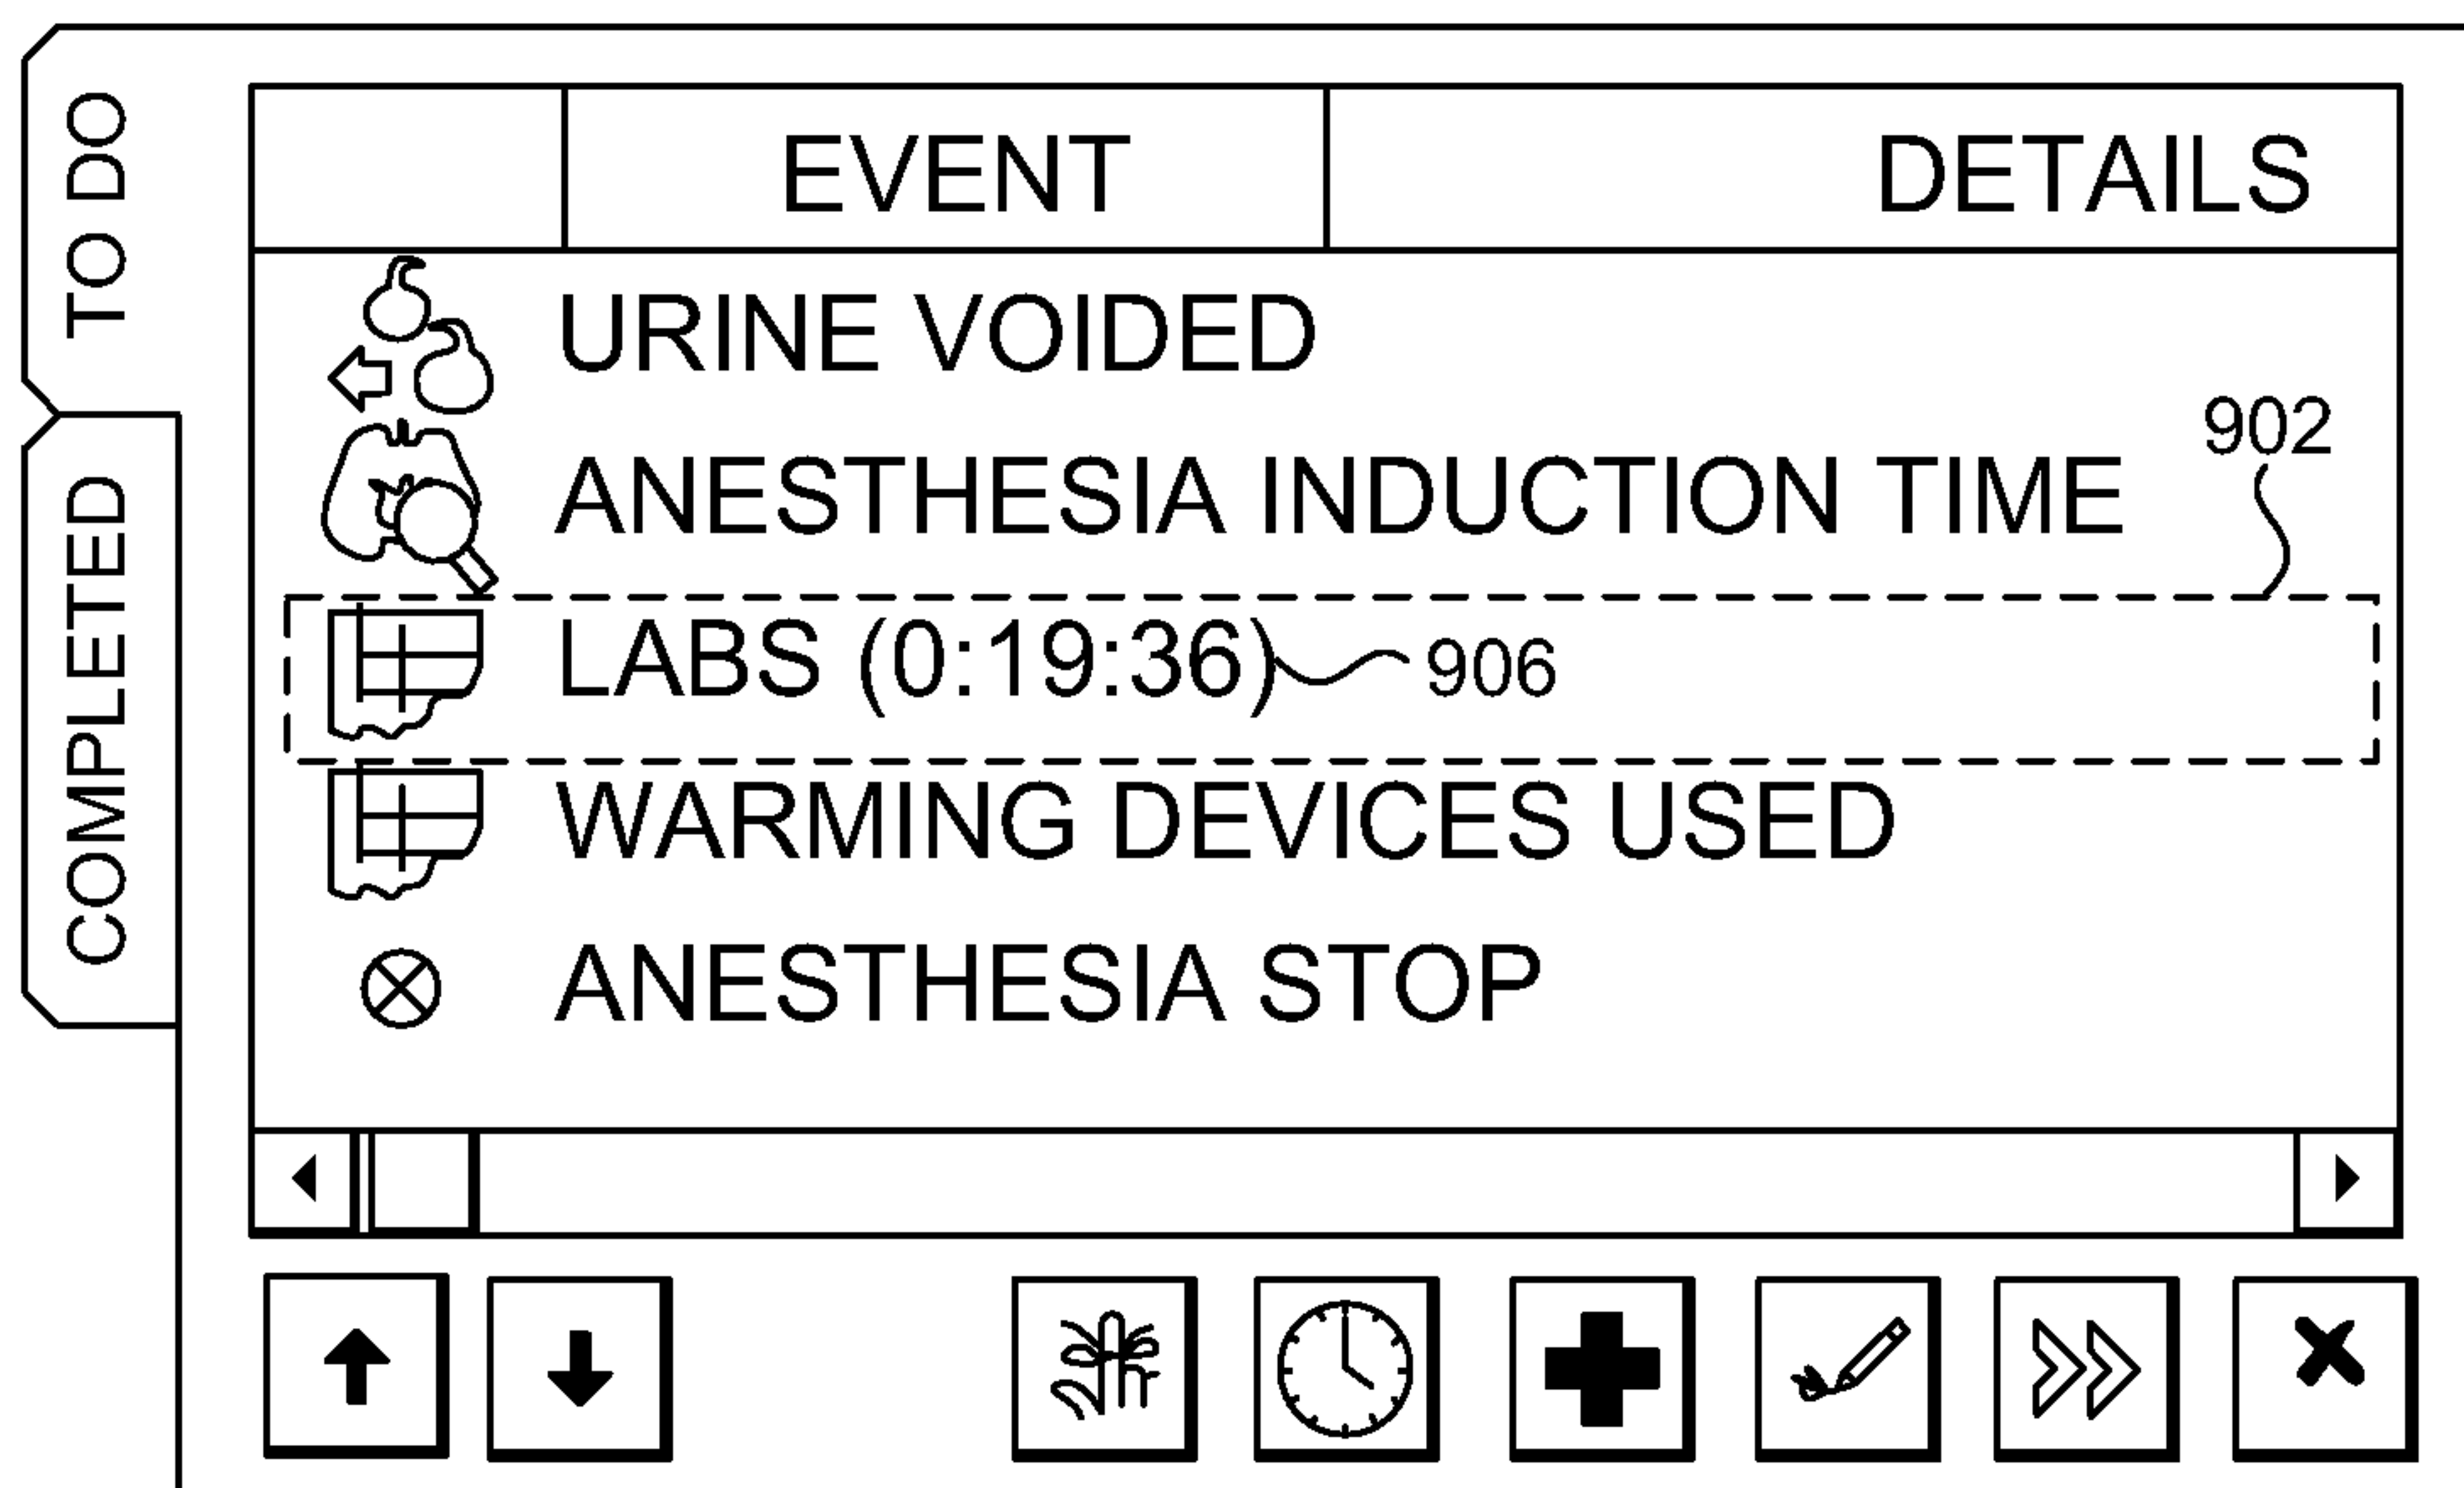 TO DO
COMPLETED
EVENT DETAILS
URINE VOIDED
902
ANESTHESIA INDUCTION TIME
LABS (0:19:36) 906
WARMING DEVICES USED
ANESTHESIA STOP